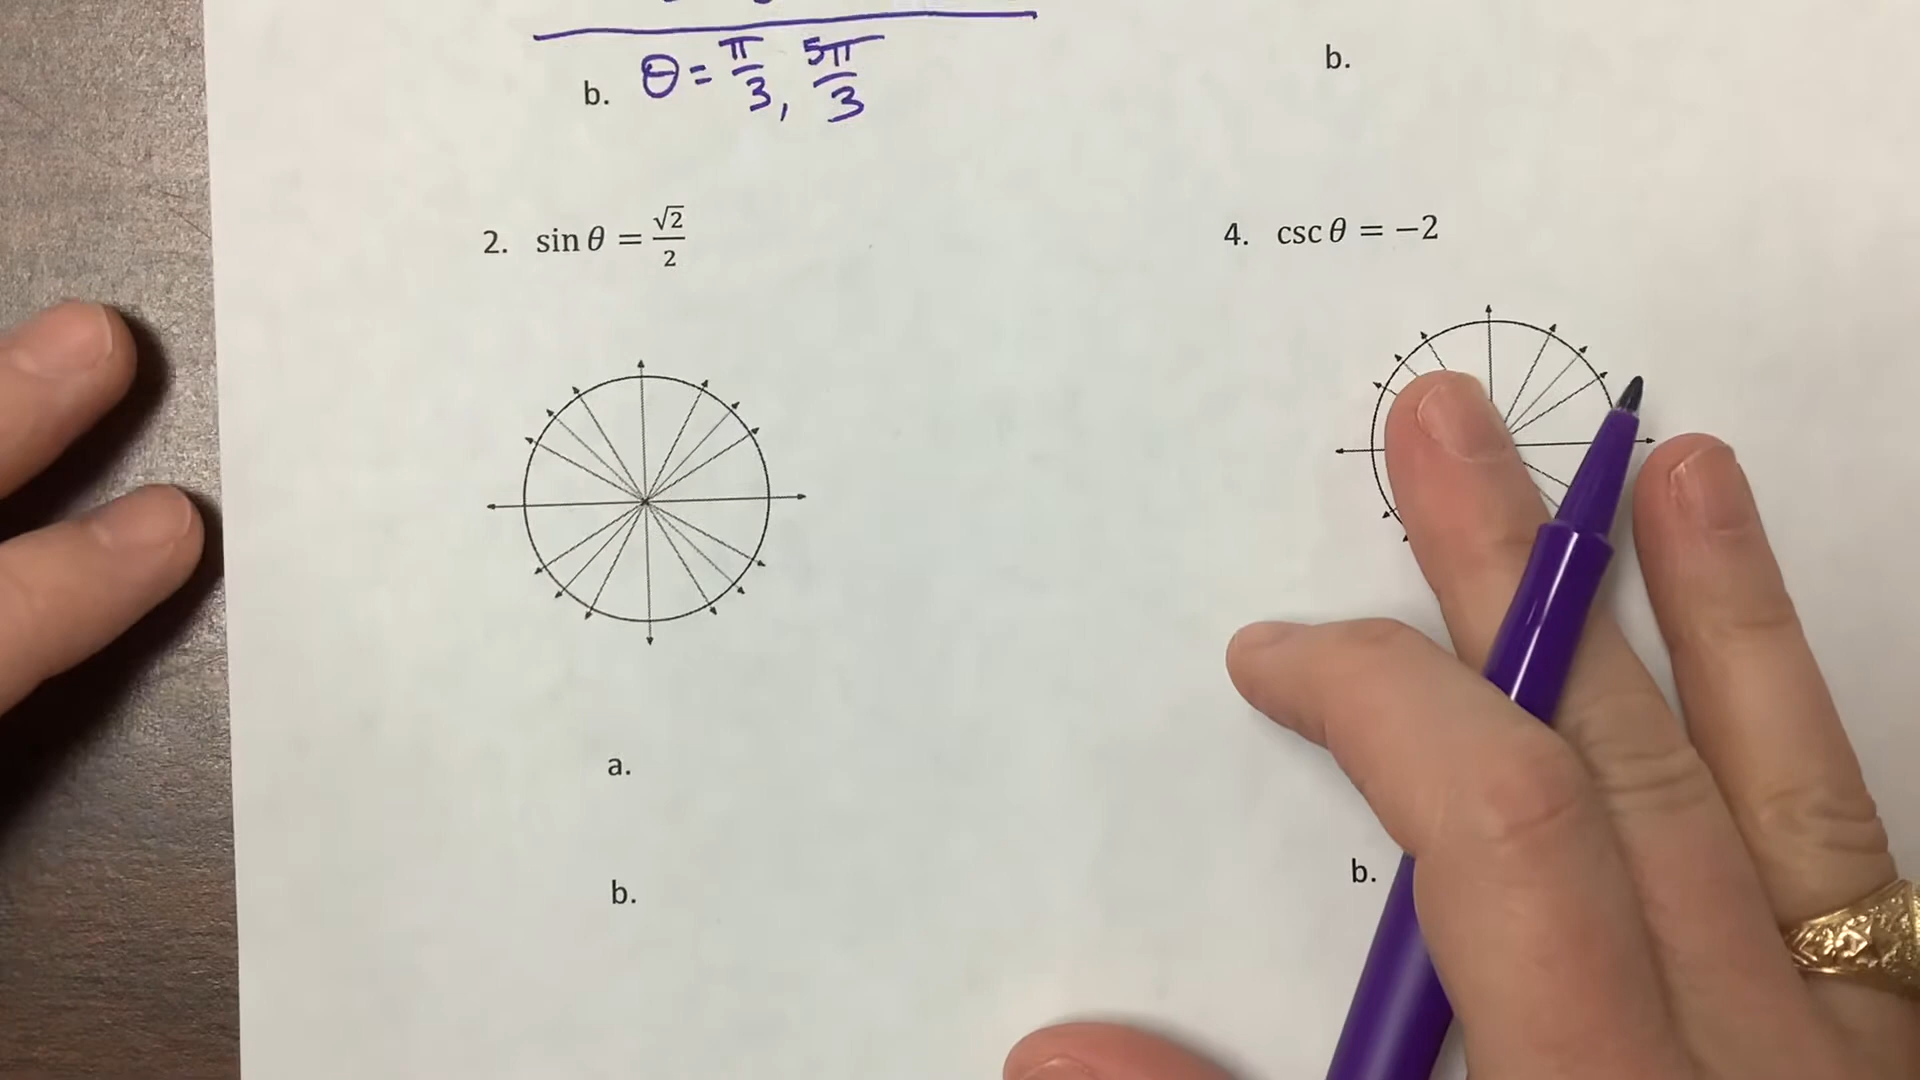 b. θ = π/3, 5π/3
b.
2. sin θ = √2/2
4. csc θ = −2
a.
b.
b.